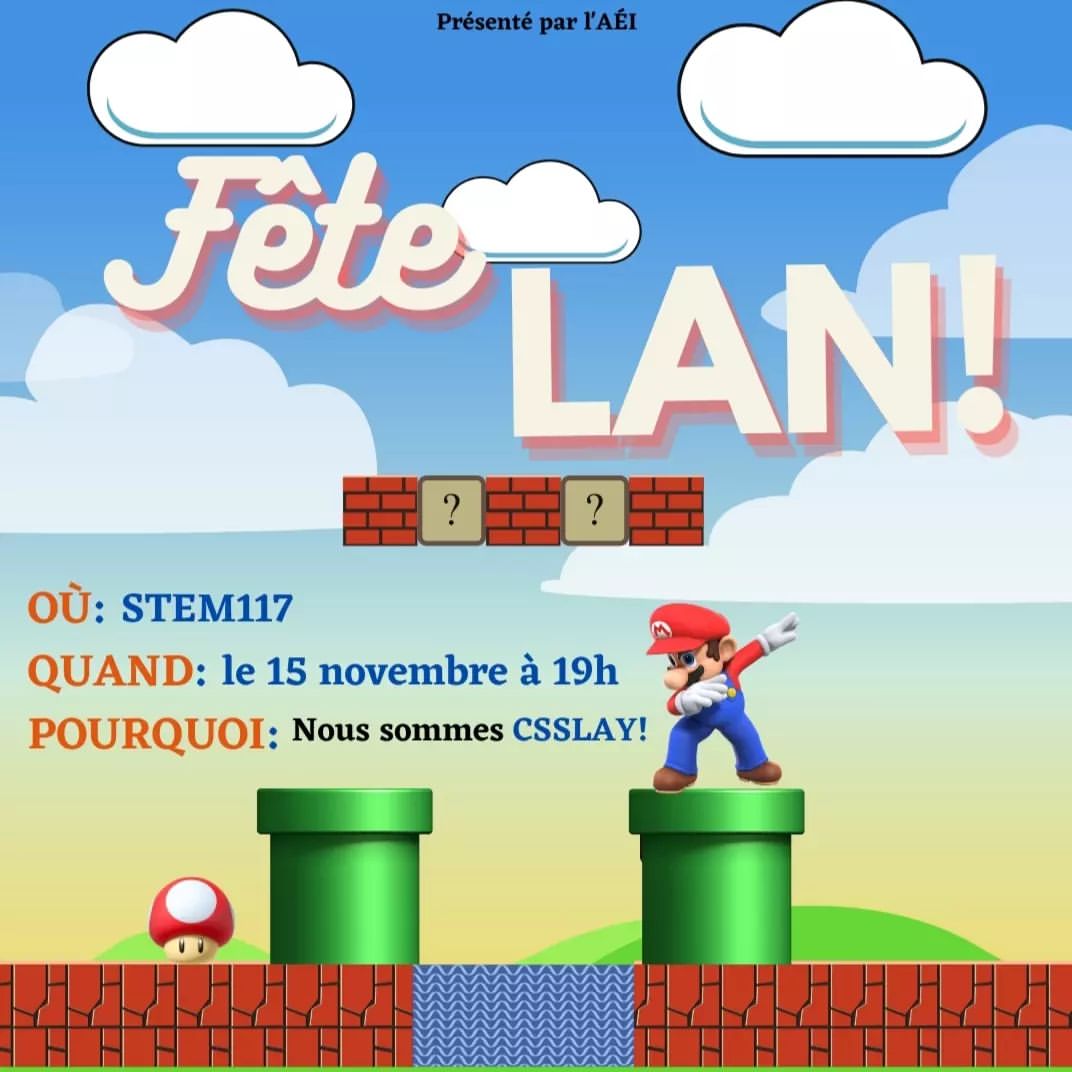 Présenté par l'AÉI
Fête
LAN!
? ?
OÙ: STEM117
QUAND: le 15 novembre à 19h
POURQUOI: Nous sommes CSSLAY!
M